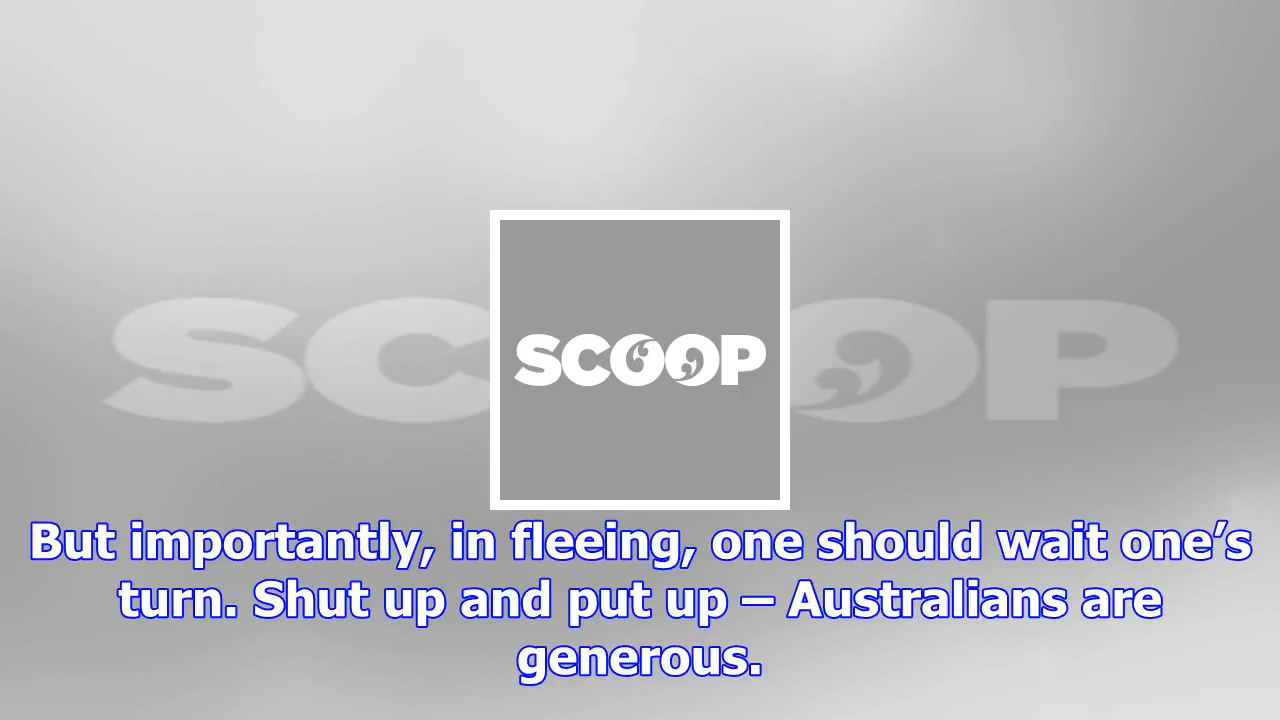 SCOOP
SCOOP
But importantly, in fleeing, one should wait one’s
turn. Shut up and put up – Australians are
generous.